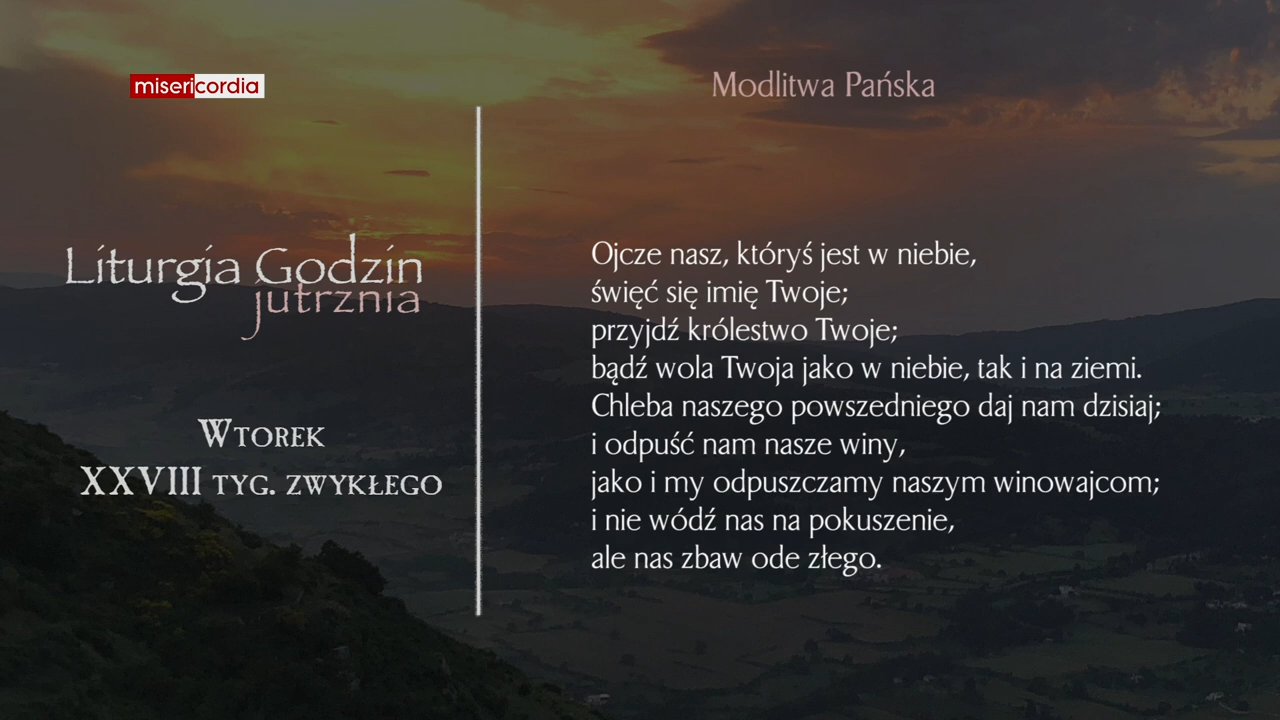 misericordia
Liturgia Godzin
jutrznia
Wtorek
XXVIII tyg. zwykłego
Modlitwa Pańska
Ojcze nasz, któryś jest w niebie,
święć się imię Twoje;
przyjdź królestwo Twoje;
bądź wola Twoja jako w niebie, tak i na ziemi.
Chleba naszego powszedniego daj nam dzisiaj;
i odpuść nam nasze winy,
jako i my odpuszczamy naszym winowajcom;
i nie wódź nas na pokuszenie,
ale nas zbaw ode złego.